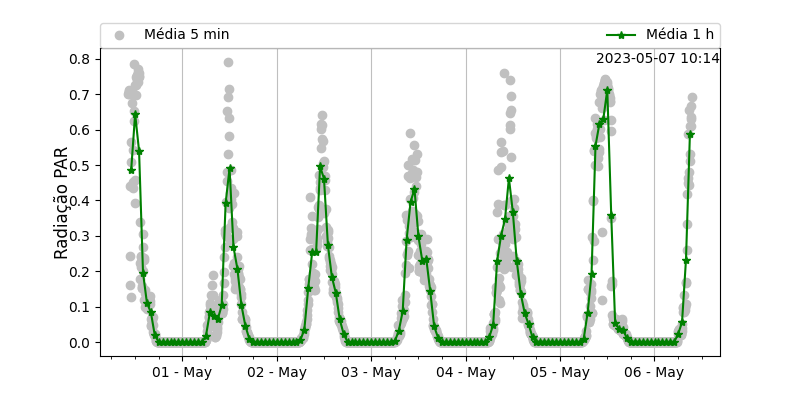 Média 5 min
Média 1 h
2023-05-07 10:14
Radiação PAR
0.8
0.7
0.6
0.5
0.4
0.3
0.2
0.1
0.0
01 - May
02 - May
03 - May
04 - May
05 - May
06 - May